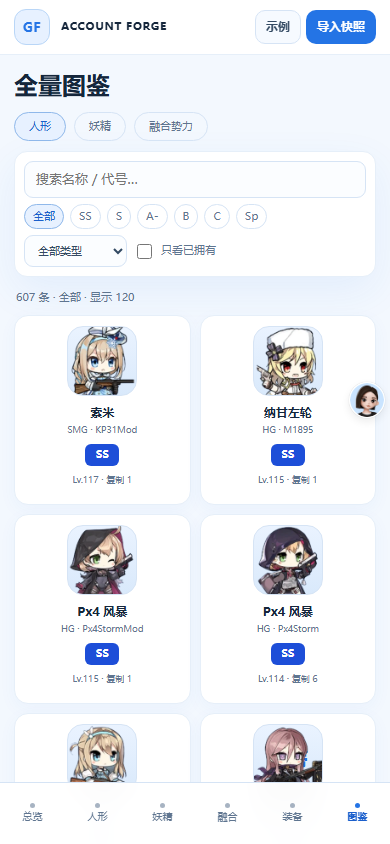 GF ACCOUNT FORGE 示例 导入快照
全量图鉴
人形 妖精 融合势力
搜索名称 / 代号...
全部 SS S A- B C Sp
全部类型 只看已拥有
607 条 · 全部 · 显示 120
索米 纳甘左轮
SMG · KP31Mod HG · M1895
SS SS
Lv.117 · 复制 1 Lv.115 · 复制 1
Px4 风暴 Px4 风暴
HG · Px4StormMod HG · Px4Storm
SS SS
Lv.115 · 复制 1 Lv.114 · 复制 6
总览 人形 妖精 融合 装备 图鉴